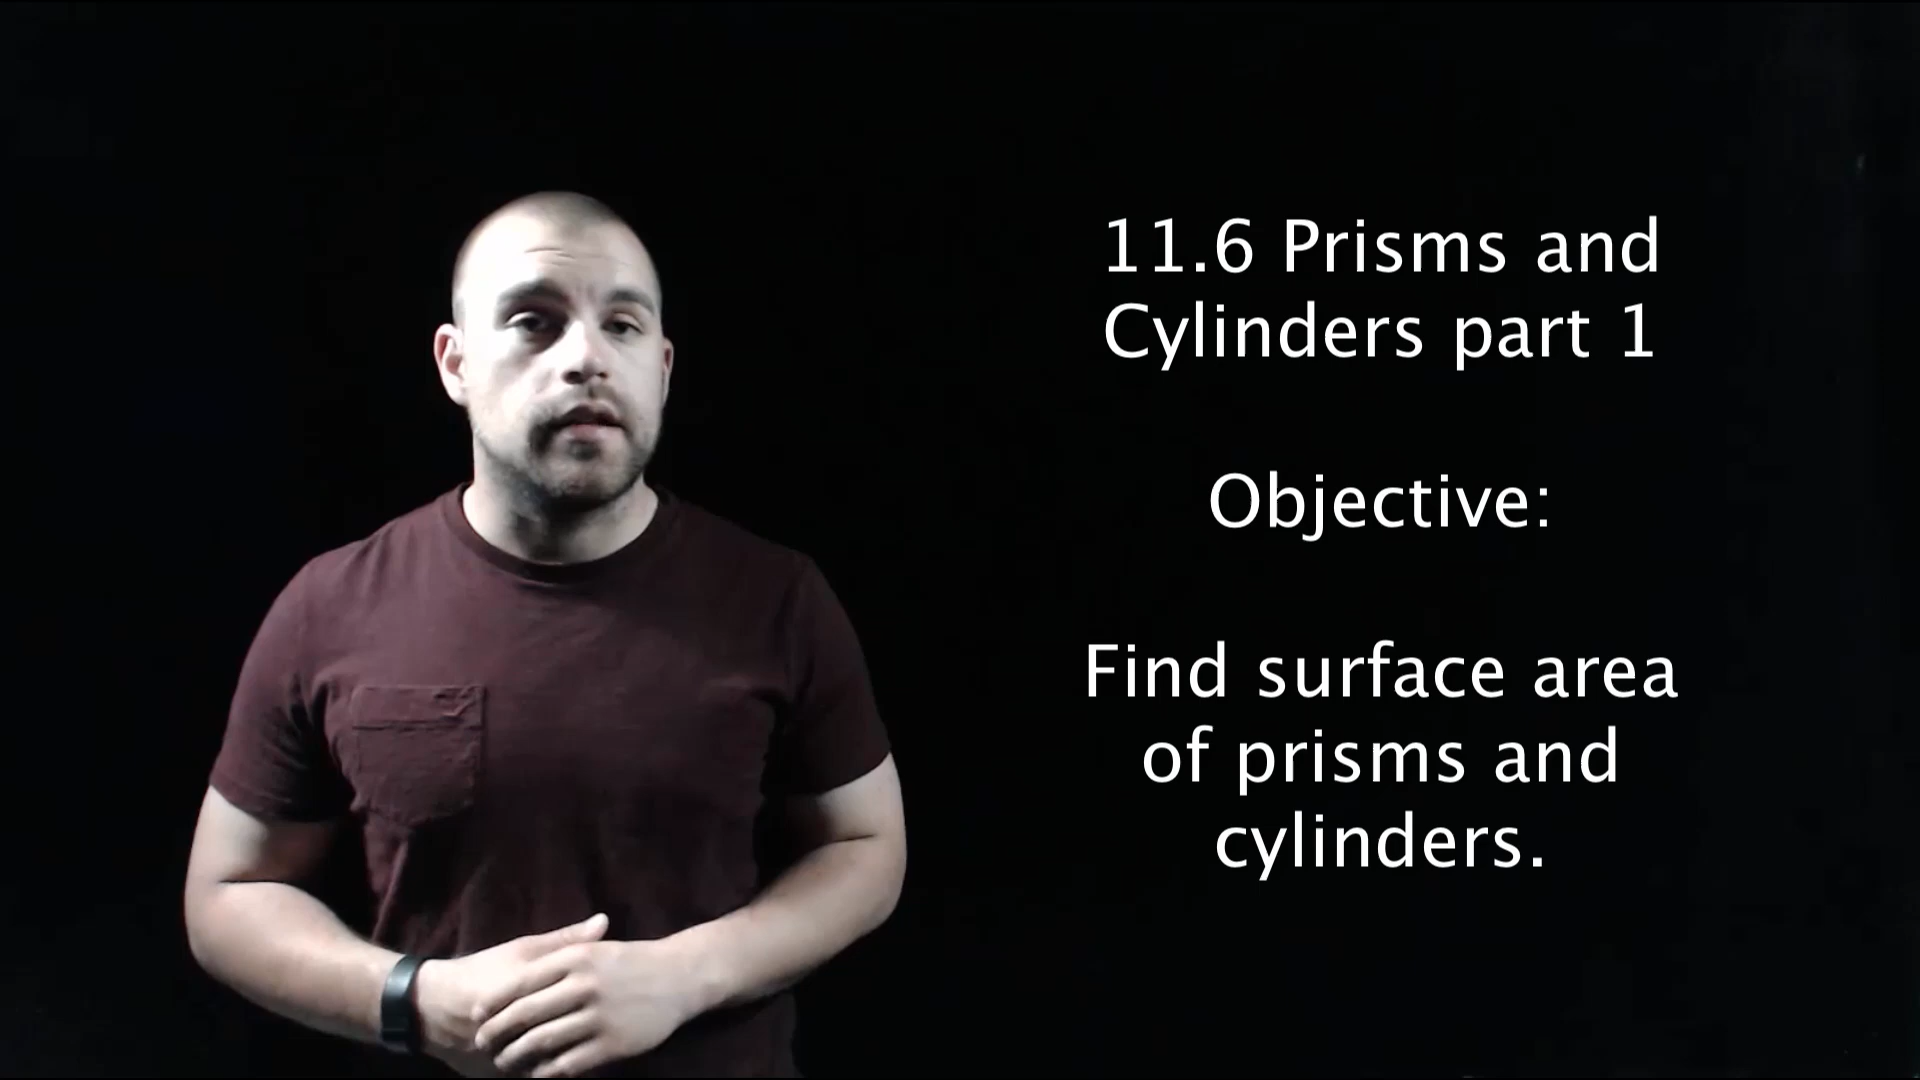 11.6 Prisms and
Cylinders part 1
Objective:
Find surface area
of prisms and
cylinders.